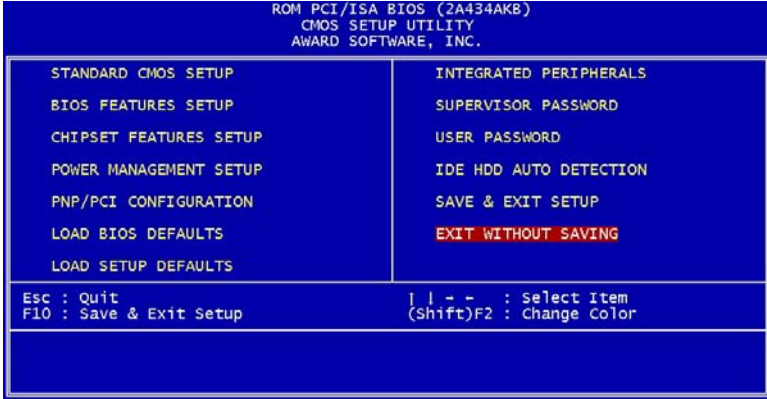 ROM PCI/ISA BIOS (2A434AKB)
CMOS SETUP UTILITY
AWARD SOFTWARE, INC.
STANDARD CMOS SETUP
BIOS FEATURES SETUP
CHIPSET FEATURES SETUP
POWER MANAGEMENT SETUP
PNP/PCI CONFIGURATION
LOAD BIOS DEFAULTS
LOAD SETUP DEFAULTS
INTEGRATED PERIPHERALS
SUPERVISOR PASSWORD
USER PASSWORD
IDE HDD AUTO DETECTION
SAVE & EXIT SETUP
EXIT WITHOUT SAVING
Esc : Quit
F10 : Save & Exit Setup
↑ ↓ → ← : Select Item
(Shift)F2 : Change Color